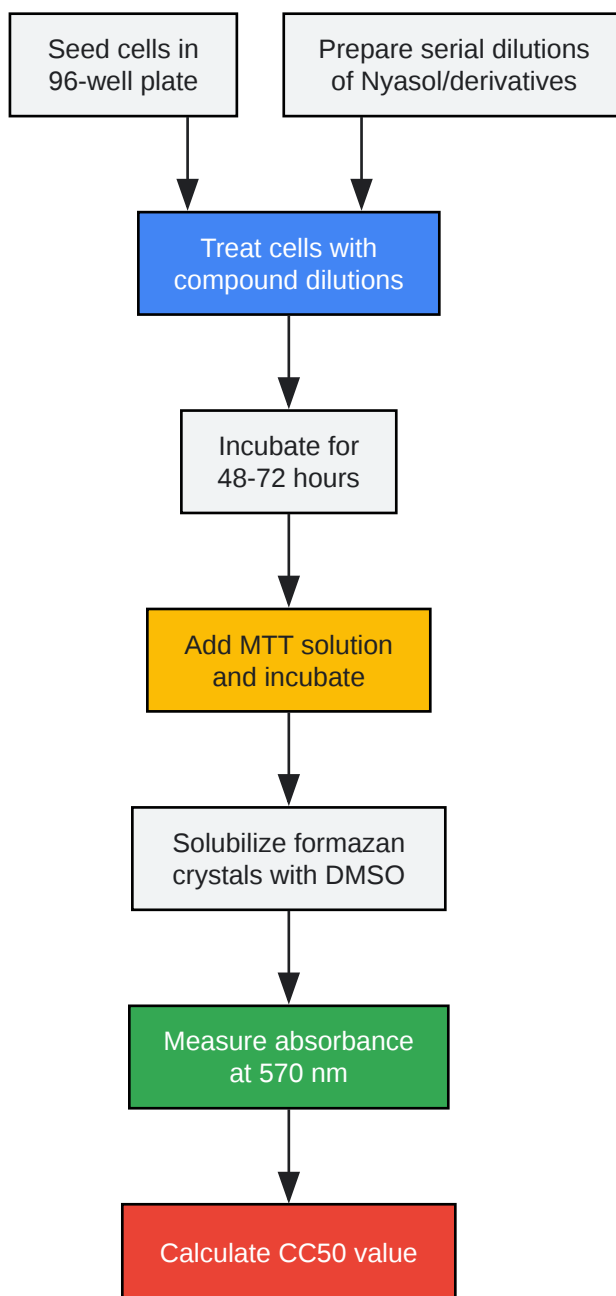 Seed cells in
96-well plate
Prepare serial dilutions
of Nyasol/derivatives
Treat cells with
compound dilutions
Incubate for
48-72 hours
Add MTT solution
and incubate
Solubilize formazan
crystals with DMSO
Measure absorbance
at 570 nm
Calculate CC50 value